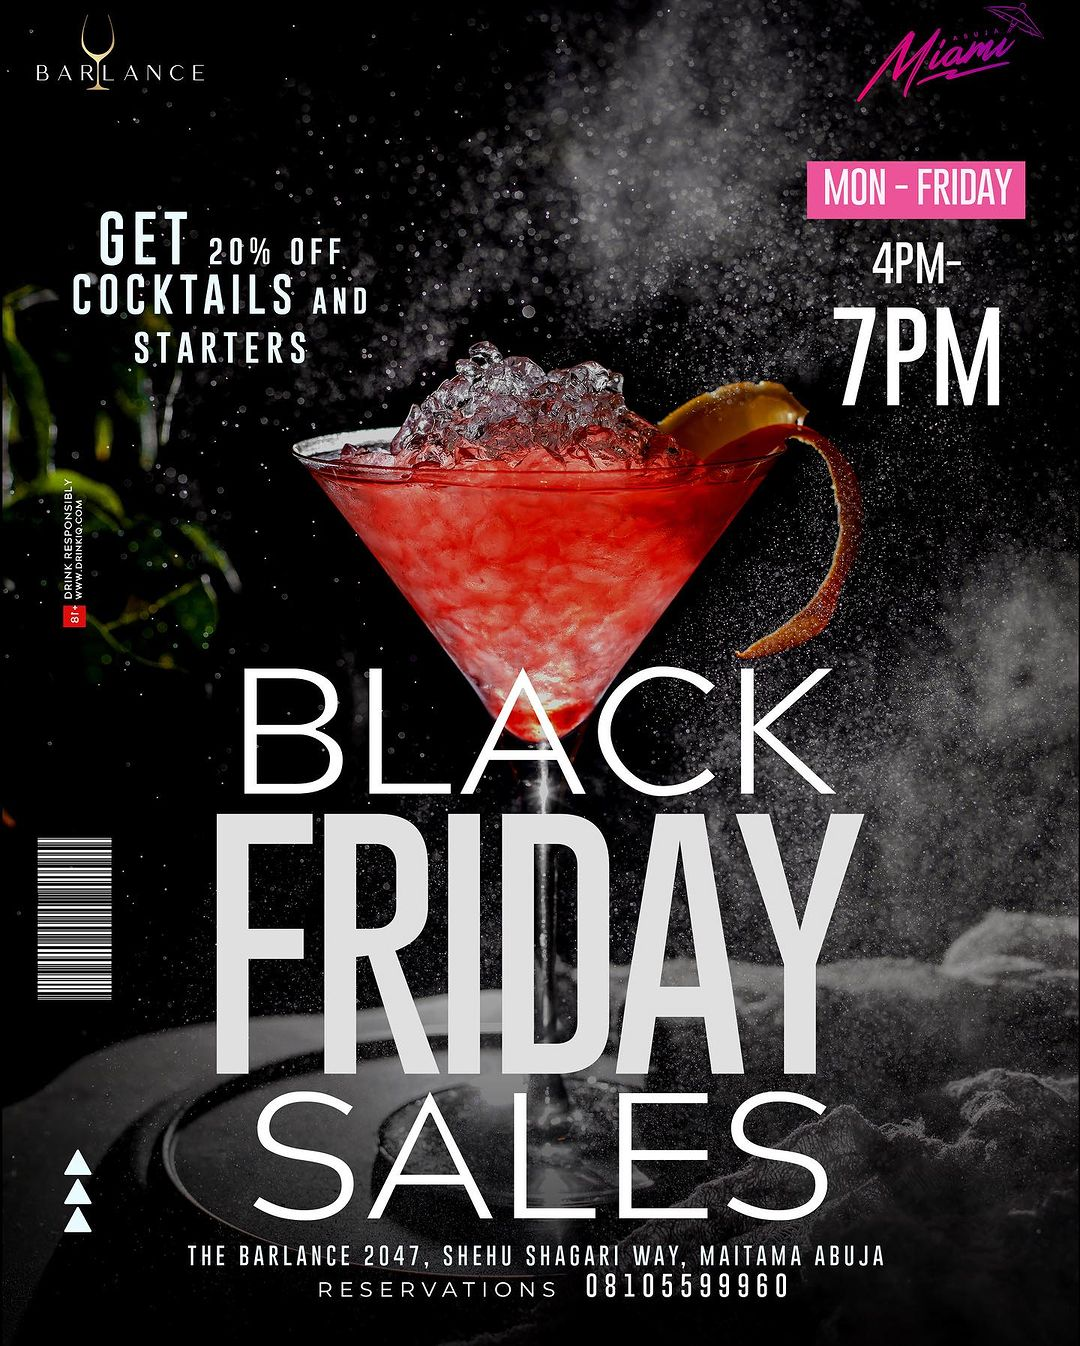 BARLANCE
ABUJA
Miami
MON - FRIDAY
4PM-
7PM
GET 20% OFF
COCKTAILS AND
STARTERS
18+ DRINK RESPONSIBLY
WWW.DRINKIQ.COM
BLACK
FRIDAY
SALES
THE BARLANCE 2047, SHEHU SHAGARI WAY, MAITAMA ABUJA
RESERVATIONS 08105599960